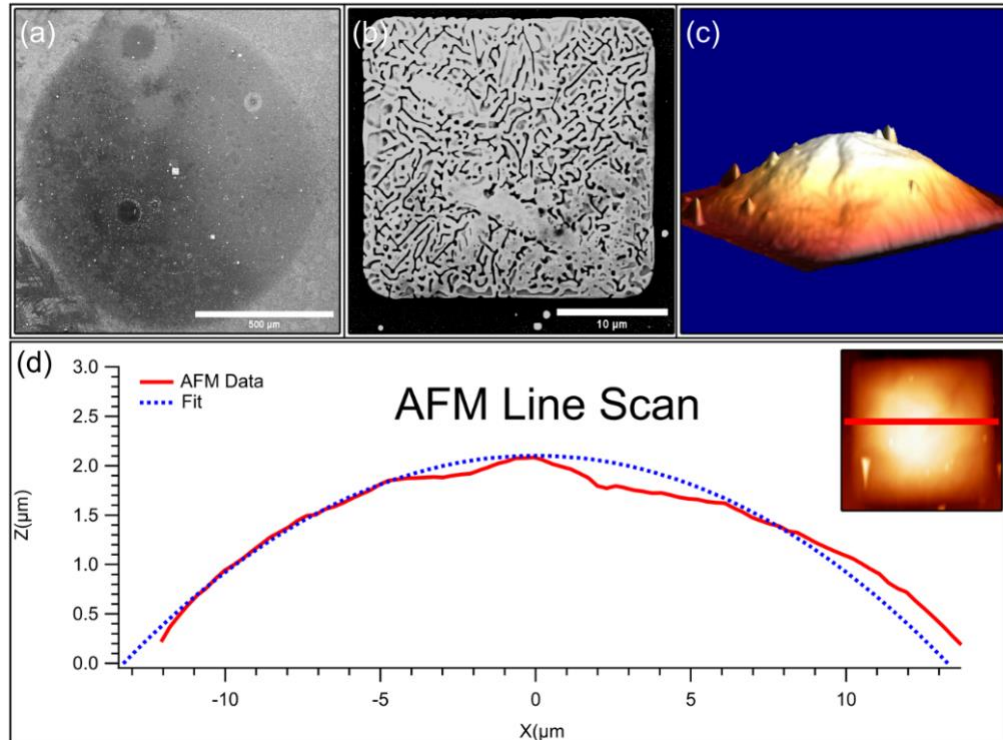 (a)
500 μm
(b)
10 μm
(c)
(d)
AFM Line Scan
AFM Data
Fit
3.0
2.5
2.0
1.5
1.0
0.5
0.0
Z(μm)
-10
-5
0
5
10
X(μm